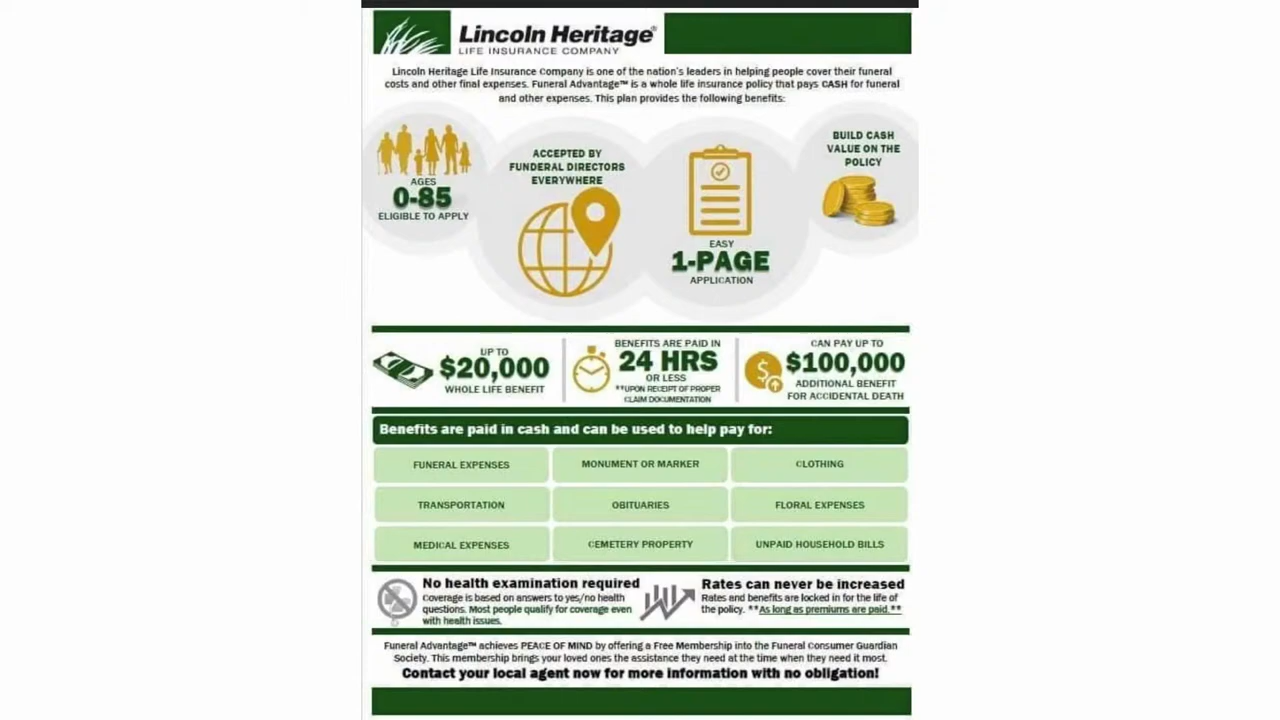 Lincoln Heritage®
LIFE INSURANCE COMPANY
Lincoln Heritage Life Insurance Company is one of the nation's leaders in helping people cover their funeral
costs and other final expenses. Funeral Advantage™ is a whole life insurance policy that pays CASH for funeral
and other expenses. This plan provides the following benefits:
AGES
0-85
ELIGIBLE TO APPLY
ACCEPTED BY
FUNDERAL DIRECTORS
EVERYWHERE
EASY
1-PAGE
APPLICATION
BUILD CASH
VALUE ON THE
POLICY
UP TO
$20,000
WHOLE LIFE BENEFIT
BENEFITS ARE PAID IN
24 HRS
OR LESS
**UPON RECEIPT OF PROPER
CLAIM DOCUMENTATION
CAN PAY UP TO
$100,000
ADDITIONAL BENEFIT
FOR ACCIDENTAL DEATH
Benefits are paid in cash and can be used to help pay for:
FUNERAL EXPENSES
MONUMENT OR MARKER
CLOTHING
TRANSPORTATION
OBITUARIES
FLORAL EXPENSES
MEDICAL EXPENSES
CEMETERY PROPERTY
UNPAID HOUSEHOLD BILLS
No health examination required
Coverage is based on answers to yes/no health
questions. Most people qualify for coverage even
with health issues.
Rates can never be increased
Rates and benefits are locked in for the life of
the policy. **As long as premiums are paid.**
Funeral Advantage™ achieves PEACE OF MIND by offering a Free Membership into the Funeral Consumer Guardian
Society. This membership brings your loved ones the assistance they need at the time when they need it most.
Contact your local agent now for more information with no obligation!